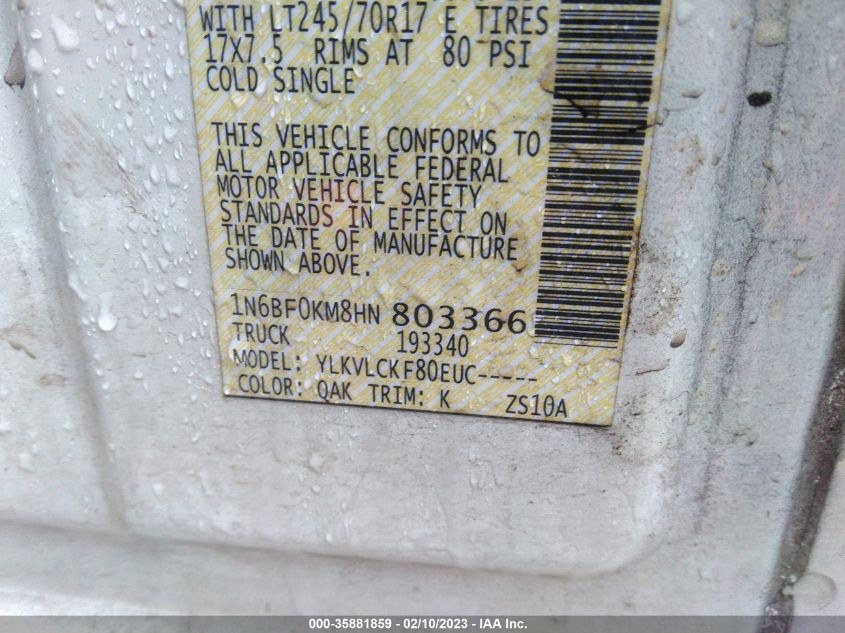 WITH LT245/70R17 E TIRES
17X7.5 RIMS AT 80 PSI
COLD SINGLE
THIS VEHICLE CONFORMS TO
ALL APPLICABLE FEDERAL
MOTOR VEHICLE SAFETY
STANDARDS IN EFFECT ON
THE DATE OF MANUFACTURE
SHOWN ABOVE.
1N6BF0KM8HN 803366
TRUCK 193340
MODEL: YLKVLCKF80EUC-----
COLOR: QAK TRIM: K ZS10A
000-35881859 - 02/10/2023 - IAA Inc.